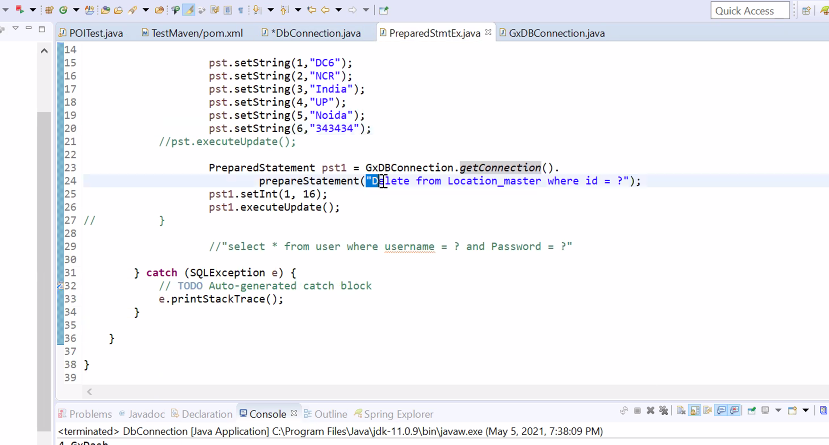 Quick Access
POITest.java TestMaven/pom.xml *DbConnection.java PreparedStmtEx.java GxDBConnection.java
14
15 pst.setString(1,"DC6");
16 pst.setString(2,"NCR");
17 pst.setString(3,"India");
18 pst.setString(4,"UP");
19 pst.setString(5,"Noida");
20 pst.setString(6,"343434");
21 //pst.executeUpdate();
22
23 PreparedStatement pst1 = GxDBConnection.getConnection().
24 prepareStatement("Delete from Location_master where id = ?");
25 pst1.setInt(1, 16);
26 pst1.executeUpdate();
27 // }
28
29 //"select * from user where username = ? and Password = ?"
30
31 } catch (SQLException e) {
32 // TODO Auto-generated catch block
33 e.printStackTrace();
34 }
35
36 }
37
38 }
39
Problems Javadoc Declaration Console Outline Spring Explorer
<terminated> DbConnection [Java Application] C:\Program Files\Java\jdk-11.0.9\bin\javaw.exe (May 5, 2021, 7:38:09 PM)